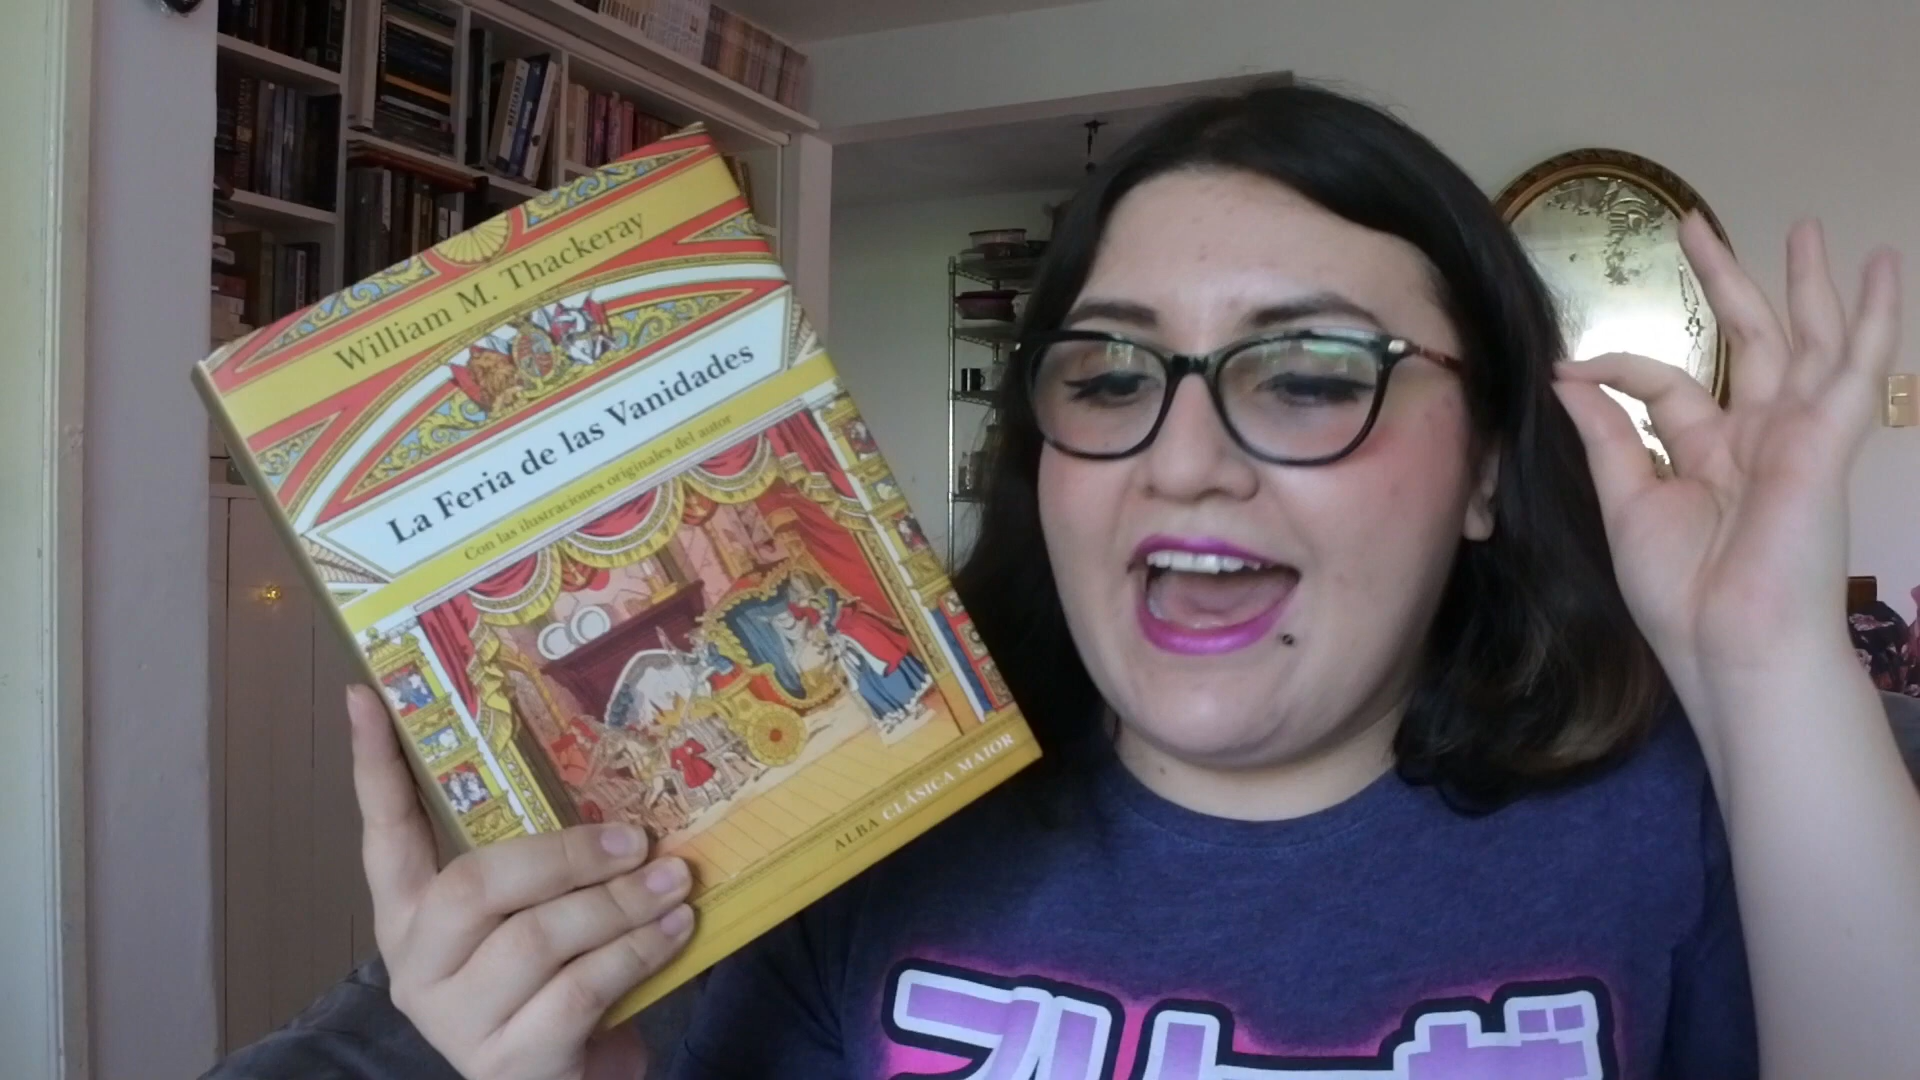 William M. Thackeray
La Feria de las Vanidades
Con las ilustraciones originales del autor
ALBA CLÁSICA MAIOR